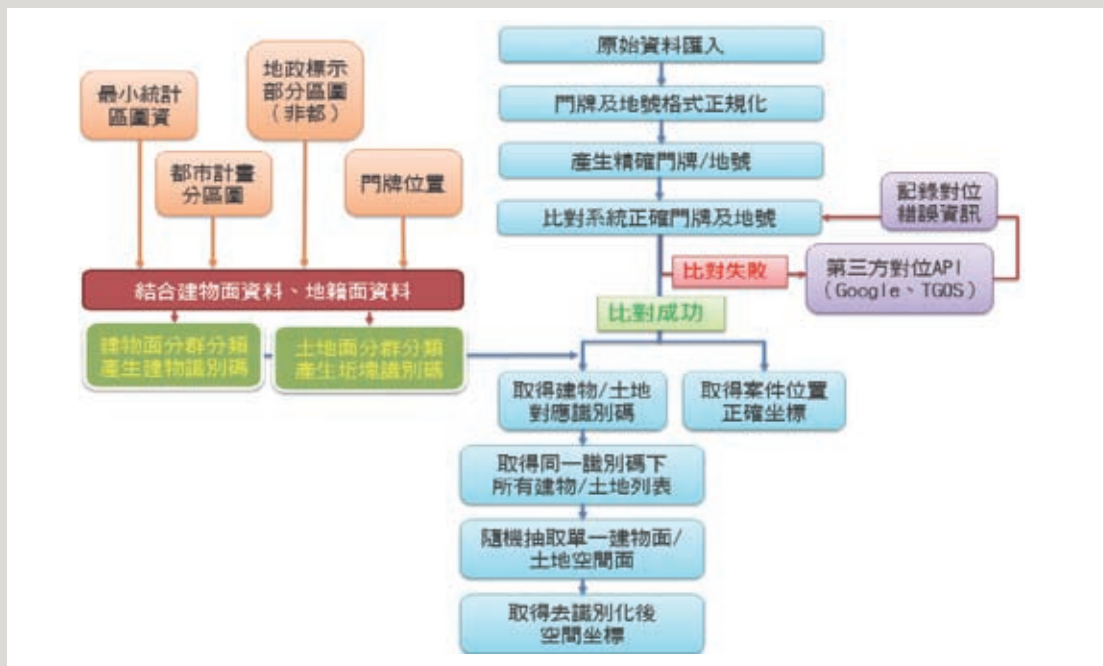 最小統計
區圖資
都市計畫
分區圖
地政標示
部分區圖
(非都)
門牌位置
結合建物面資料、地籍面資料
建物面分群分類
產生建物識別碼
土地面分群分類
產生坵塊識別碼
原始資料匯入
門牌及地號格式正規化
產生精確門牌/地號
比對系統正確門牌及地號
比對失敗
第三方對位API
(Google、TGOS)
記錄對位
錯誤資訊
比對成功
取得建物/土地
對應識別碼
取得案件位置
正確坐標
取得同一識別碼下
所有建物/土地列表
隨機抽取單一建物面/
土地空間面
取得去識別化後
空間坐標